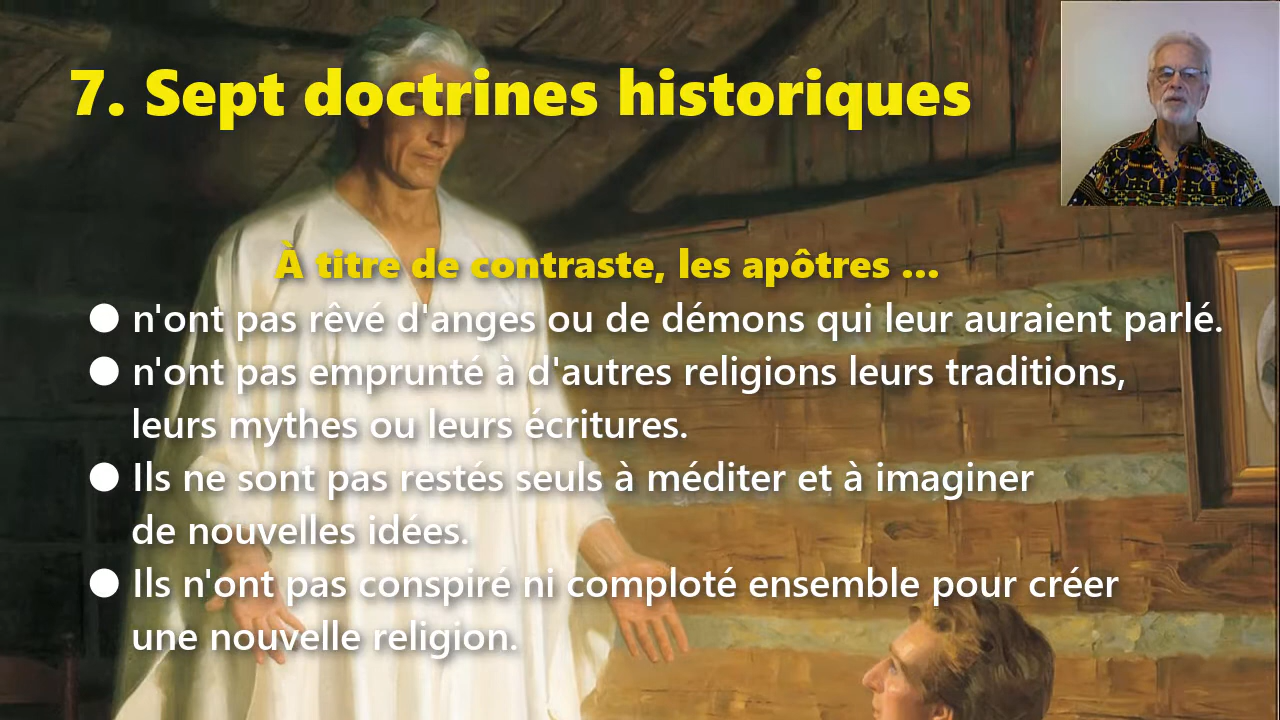 7. Sept doctrines historiques
À titre de contraste, les apôtres ...
● n'ont pas rêvé d'anges ou de démons qui leur auraient parlé.
● n'ont pas emprunté à d'autres religions leurs traditions,
leurs mythes ou leurs écritures.
● Ils ne sont pas restés seuls à méditer et à imaginer
de nouvelles idées.
● Ils n'ont pas conspiré ni comploté ensemble pour créer
une nouvelle religion.